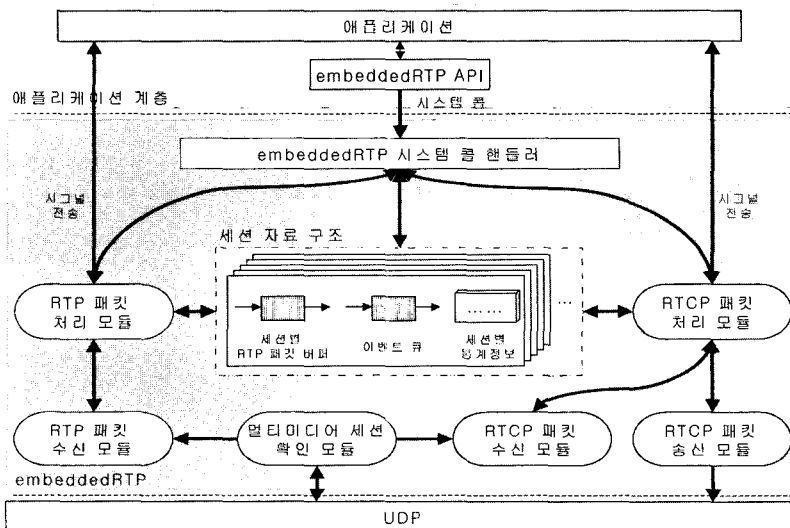 애플리케이션
embeddedRTP API
애플리케이션 계층
시스템 콜
embeddedRTP 시스템 콜 핸들러
시그널
전송
시그널
전송
세션 자료 구조
RTP 패킷
처리 모듈
......
...
RTCP 패킷
처리 모듈
세션별
RTP 패킷 버퍼
이벤트 큐
세션별
통계정보
RTP 패킷
수신 모듈
멀티미디어 세션
확인 모듈
RTCP 패킷
수신 모듈
RTCP 패킷
송신 모듈
embeddedRTP
UDP